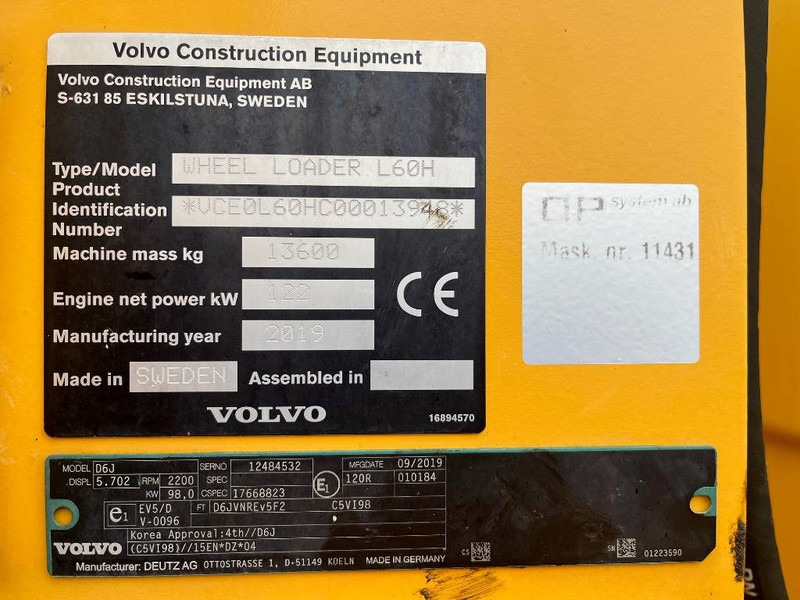 Volvo Construction Equipment
Volvo Construction Equipment AB
S-631 85 ESKILSTUNA, SWEDEN
Type/Model WHEEL LOADER L60H
Product
Identification
Number
Machine mass kg 13600
Engine net power kW 122
Manufacturing year 2019
Made in SWEDEN Assembled in
VOLVO
16894570
CE
system ab
Mask. nr. 11431
MODEL D6J SERNO 12484532 MFGDATE 09/2019
DISPL 5.702 RPM 2200 SPEC E1 120R 010184
KW 98,0 CSPEC 17668823
e1 EV5/D FT D6JVNREv5F2 C5VI98
V-0096
Korea Approval:4th//D6J
(C5VI98)//15EN*DZ*04
VOLVO
Manufacturer: DEUTZ AG OTTOSTRASSE 1, D-51149 KOELN MADE IN GERMANY
CS
SN 01223590